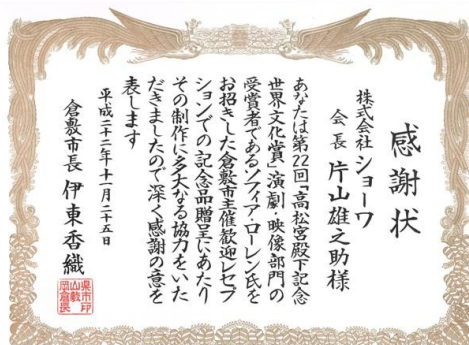 感謝状
株式会社ショーワ
会長 片山雄之助様
あなたは第22回「高松宮殿下記念
世界文化賞」演劇・映像部門の
受賞者であるソフィア・ローレン氏を
お招きした倉敷市主催歓迎レセプ
ションでの記念品贈呈にあたり
その制作に多大なる協力をいた
だきましたので深く感謝の意を
表します
平成二十二年十一月二十五日
倉敷市長 伊東香織